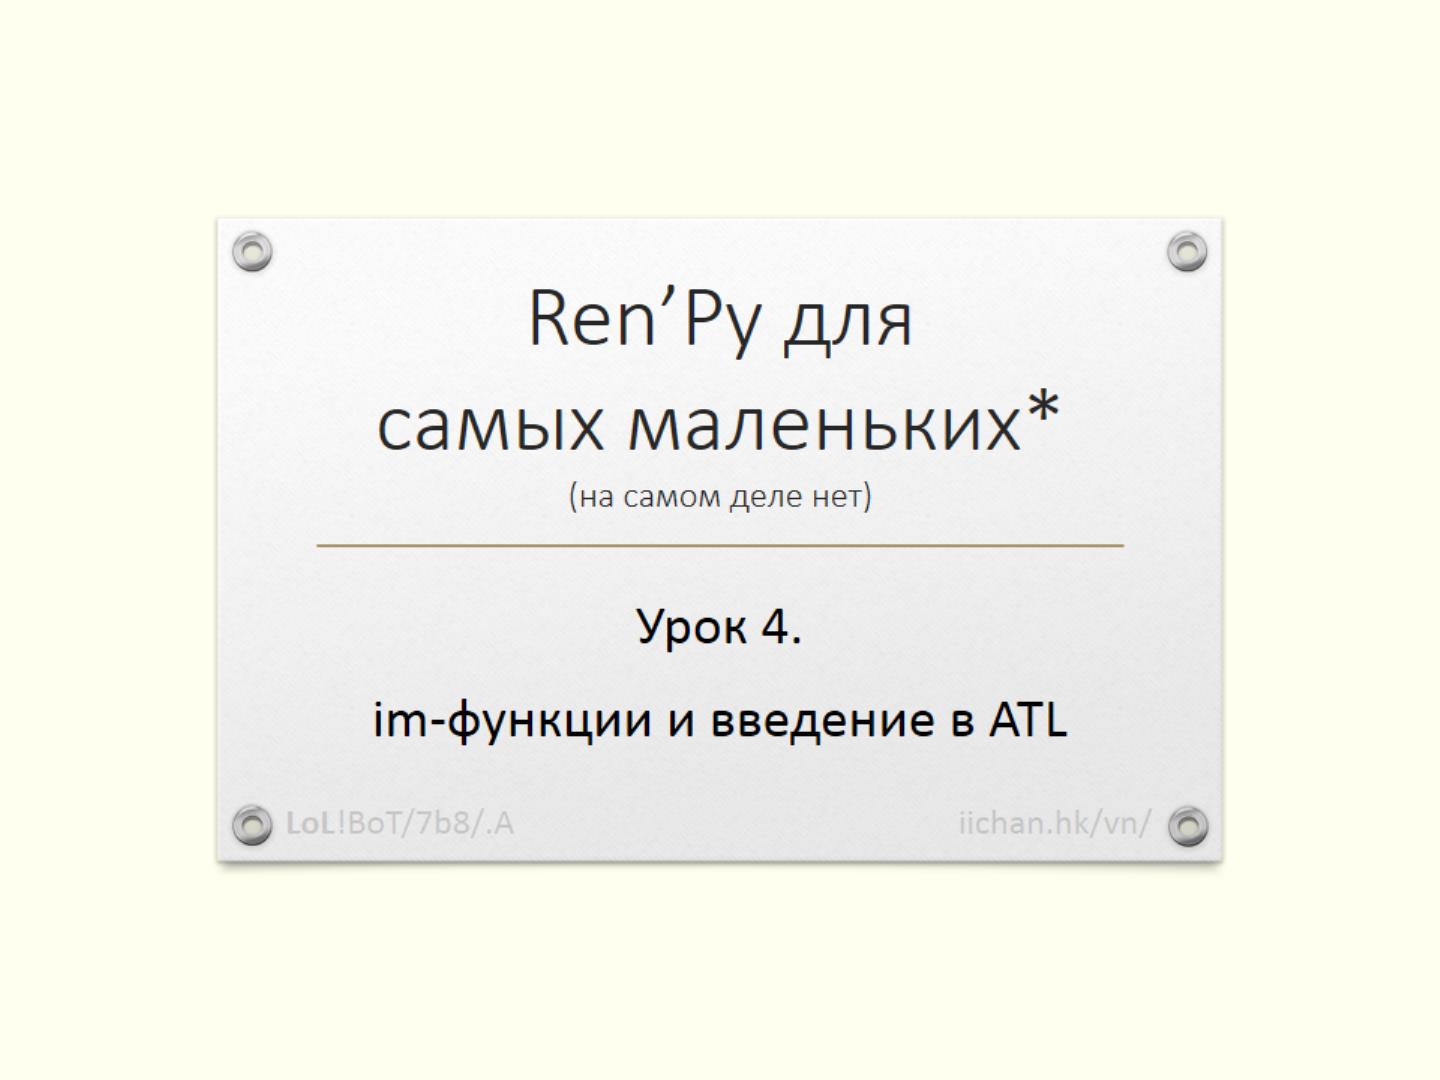 Ren’Py для
самых маленьких*
(на самом деле нет)
Урок 4.
im-функции и введение в ATL
LoL!BoT/7b8/.A
iichan.hk/vn/